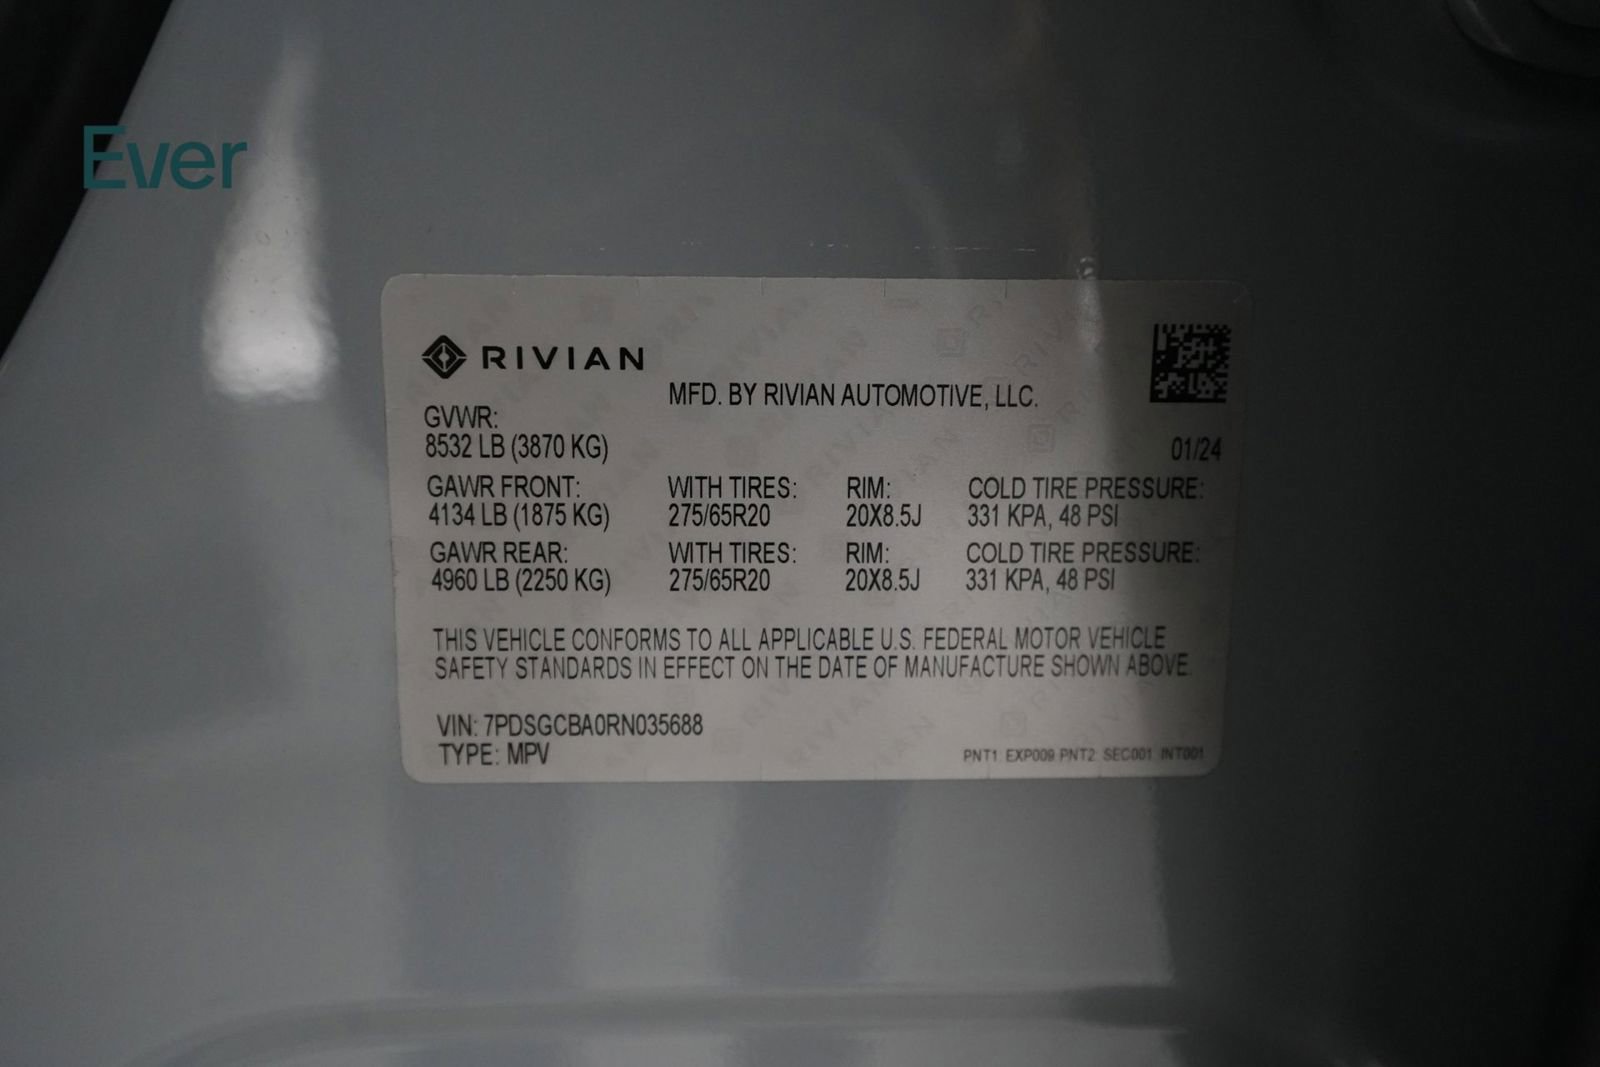 Ever
RIVIAN
MFD. BY RIVIAN AUTOMOTIVE, LLC.
GVWR:
8532 LB (3870 KG)
01/24
GAWR FRONT: WITH TIRES: RIM: COLD TIRE PRESSURE:
4134 LB (1875 KG) 275/65R20 20X8.5J 331 KPA, 48 PSI
GAWR REAR: WITH TIRES: RIM: COLD TIRE PRESSURE:
4960 LB (2250 KG) 275/65R20 20X8.5J 331 KPA, 48 PSI
THIS VEHICLE CONFORMS TO ALL APPLICABLE U.S. FEDERAL MOTOR VEHICLE
SAFETY STANDARDS IN EFFECT ON THE DATE OF MANUFACTURE SHOWN ABOVE.
VIN: 7PDSGCBA0RN035688
TYPE: MPV
PNT1: EXP009 PNT2: SEC001 INT001